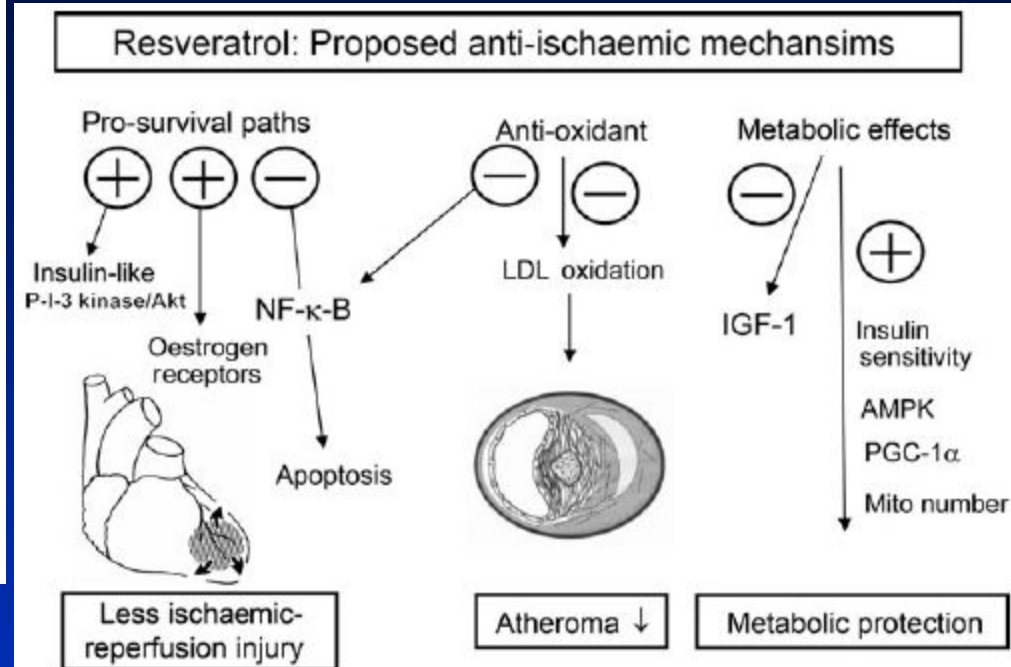 Resveratrol: Proposed anti-ischaemic mechansims
Pro-survival paths
+
+
−
Insulin-like
P-I-3 kinase/Akt
Oestrogen
receptors
NF-κ-B
Apoptosis
Less ischaemic-
reperfusion injury
Anti-oxidant
−
−
LDL oxidation
Atheroma ↓
Metabolic effects
−
+
IGF-1
Insulin
sensitivity
AMPK
PGC-1α
Mito number
Metabolic protection